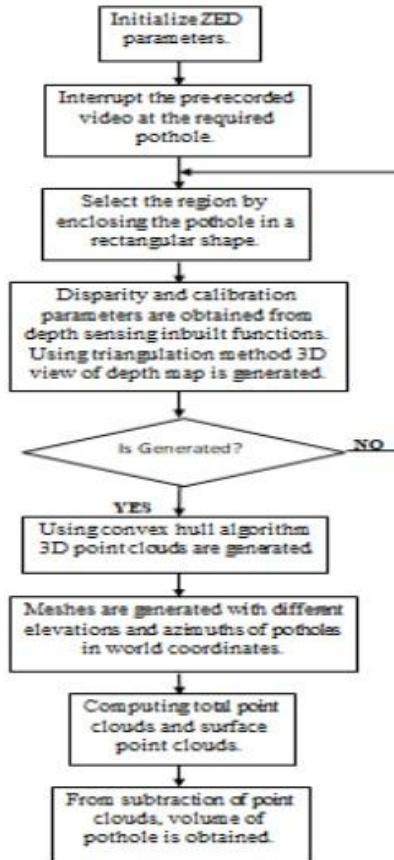 Initialize ZED
parameters.
Interrupt the pre-recorded
video at the required
pothole.
Select the region by
enclosing the pothole in a
rectangular shape.
Disparity and calibration
parameters are obtained from
depth sensing inbuilt functions.
Using triangulation method 3D
view of depth map is generated.
Is Generated?
NO
YES
Using convex hull algorithm
3D point clouds are generated
Meshes are generated with different
elevations and azimuths of potholes
in world coordinates.
Computing total point
clouds and surface
point clouds.
From subtraction of point
clouds, volume of
pothole is obtained.